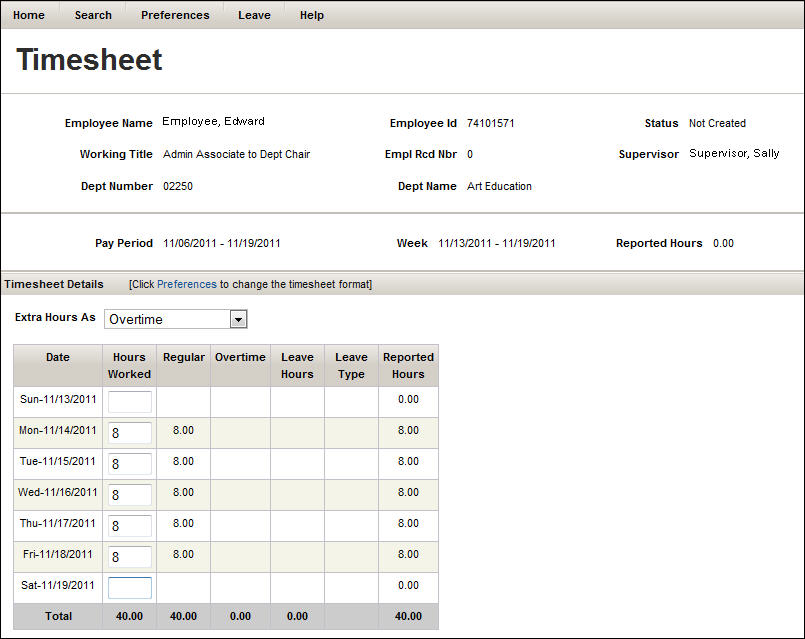 Home Search Preferences Leave Help
Timesheet
Employee Name Employee, Edward Employee Id 74101571 Status Not Created
Working Title Admin Associate to Dept Chair Empl Rcd Nbr 0 Supervisor Supervisor, Sally
Dept Number 02250 Dept Name Art Education
Pay Period 11/06/2011 - 11/19/2011 Week 11/13/2011 - 11/19/2011 Reported Hours 0.00
Timesheet Details [Click Preferences to change the timesheet format]
Extra Hours As Overtime
Date Hours Regular Overtime Leave Leave Reported
Worked Hours Type Hours
Sun-11/13/2011 0.00
Mon-11/14/2011 8 8.00 8.00
Tue-11/15/2011 8 8.00 8.00
Wed-11/16/2011 8 8.00 8.00
Thu-11/17/2011 8 8.00 8.00
Fri-11/18/2011 8 8.00 8.00
Sat-11/19/2011 0.00
Total 40.00 40.00 0.00 0.00 40.00